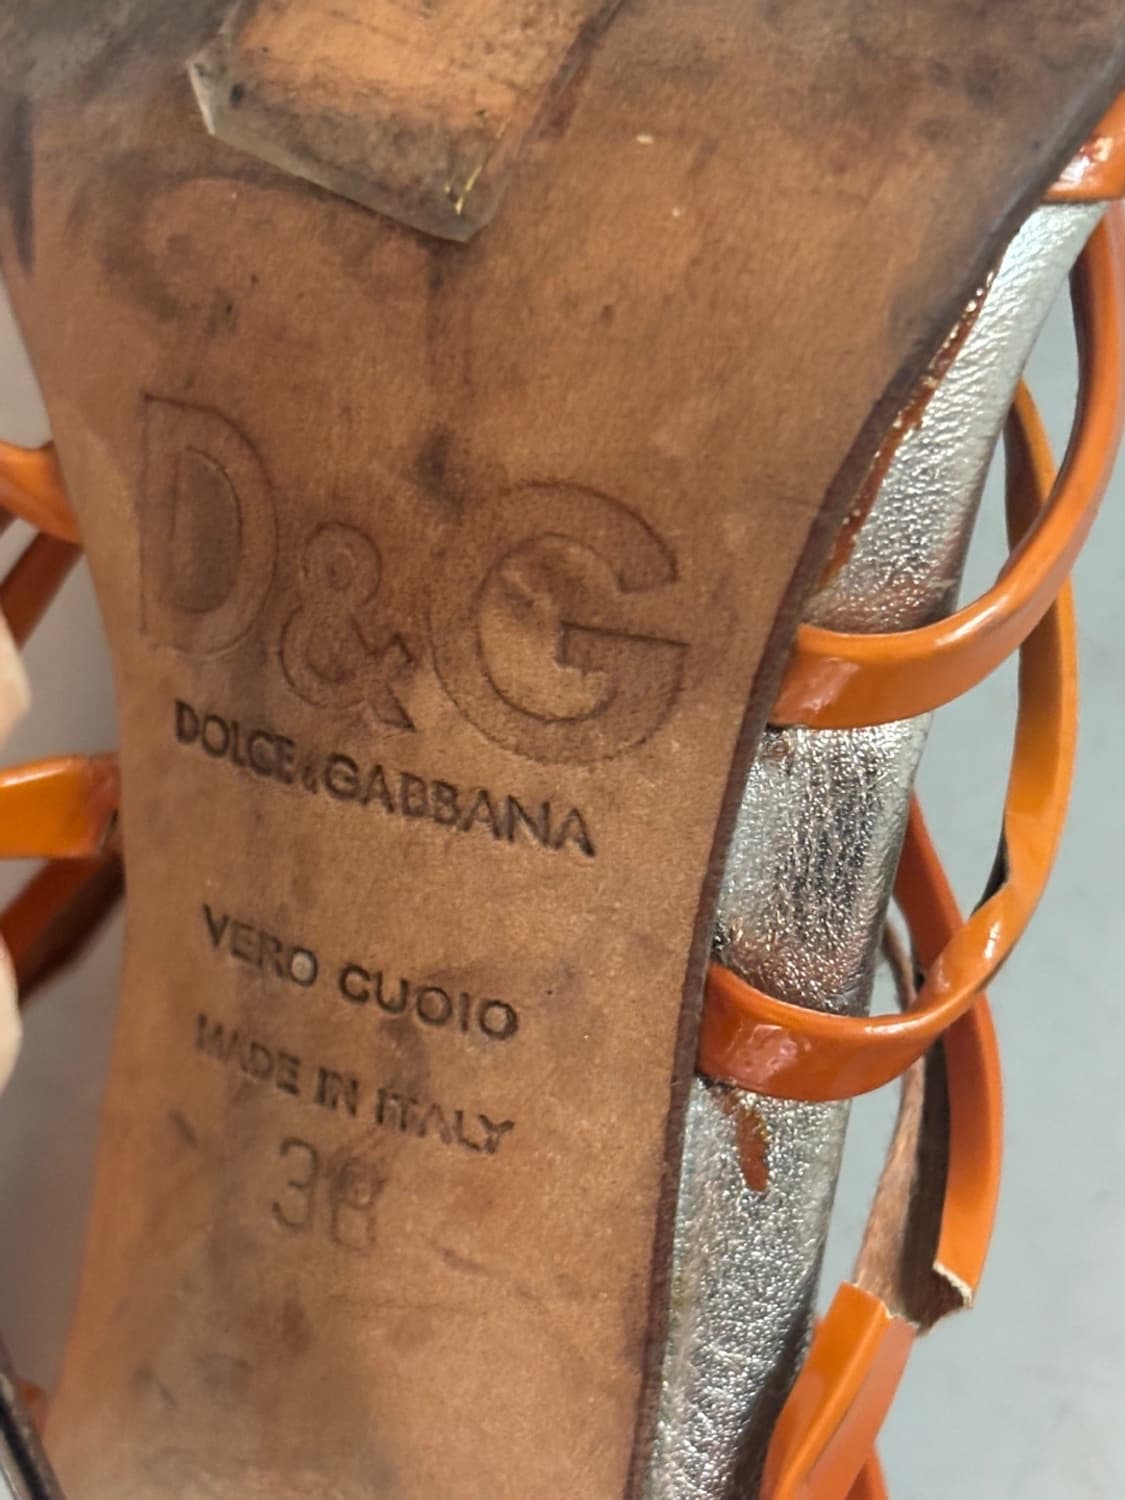 D&G
DOLCE & GABBANA
VERO CUOIO
MADE IN ITALY
38